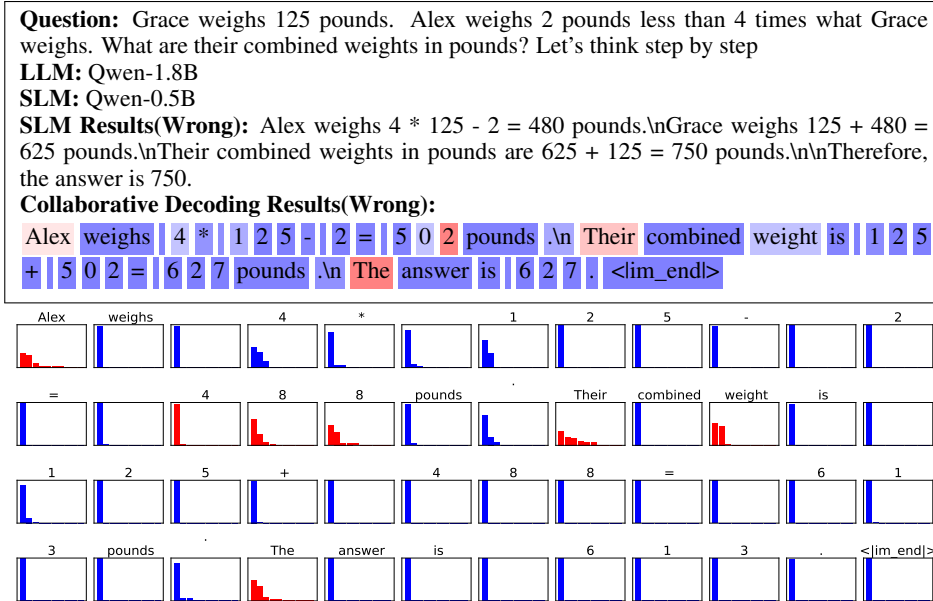 Question: Grace weighs 125 pounds. Alex weighs 2 pounds less than 4 times what Grace
weighs. What are their combined weights in pounds? Let's think step by step
LLM: Qwen-1.8B
SLM: Qwen-0.5B
SLM Results(Wrong): Alex weighs 4 * 125 - 2 = 480 pounds.\nGrace weighs 125 + 480 =
625 pounds.\nTheir combined weights in pounds are 625 + 125 = 750 pounds.\n\nTherefore,
the answer is 750.
Collaborative Decoding Results(Wrong):
Alex weighs 4 * 1 2 5 - 2 = 5 0 2 pounds .\n Their combined weight is 1 2 5
+ 5 0 2 = 6 2 7 pounds .\n The answer is 6 2 7 . <|im_end|>
Alex weighs 4 * 1 2 5 - 2
= 4 8 8 pounds . Their combined weight is
1 2 5 + 4 8 8 = 6 1
3 pounds . The answer is 6 1 3 . <|im_end|>